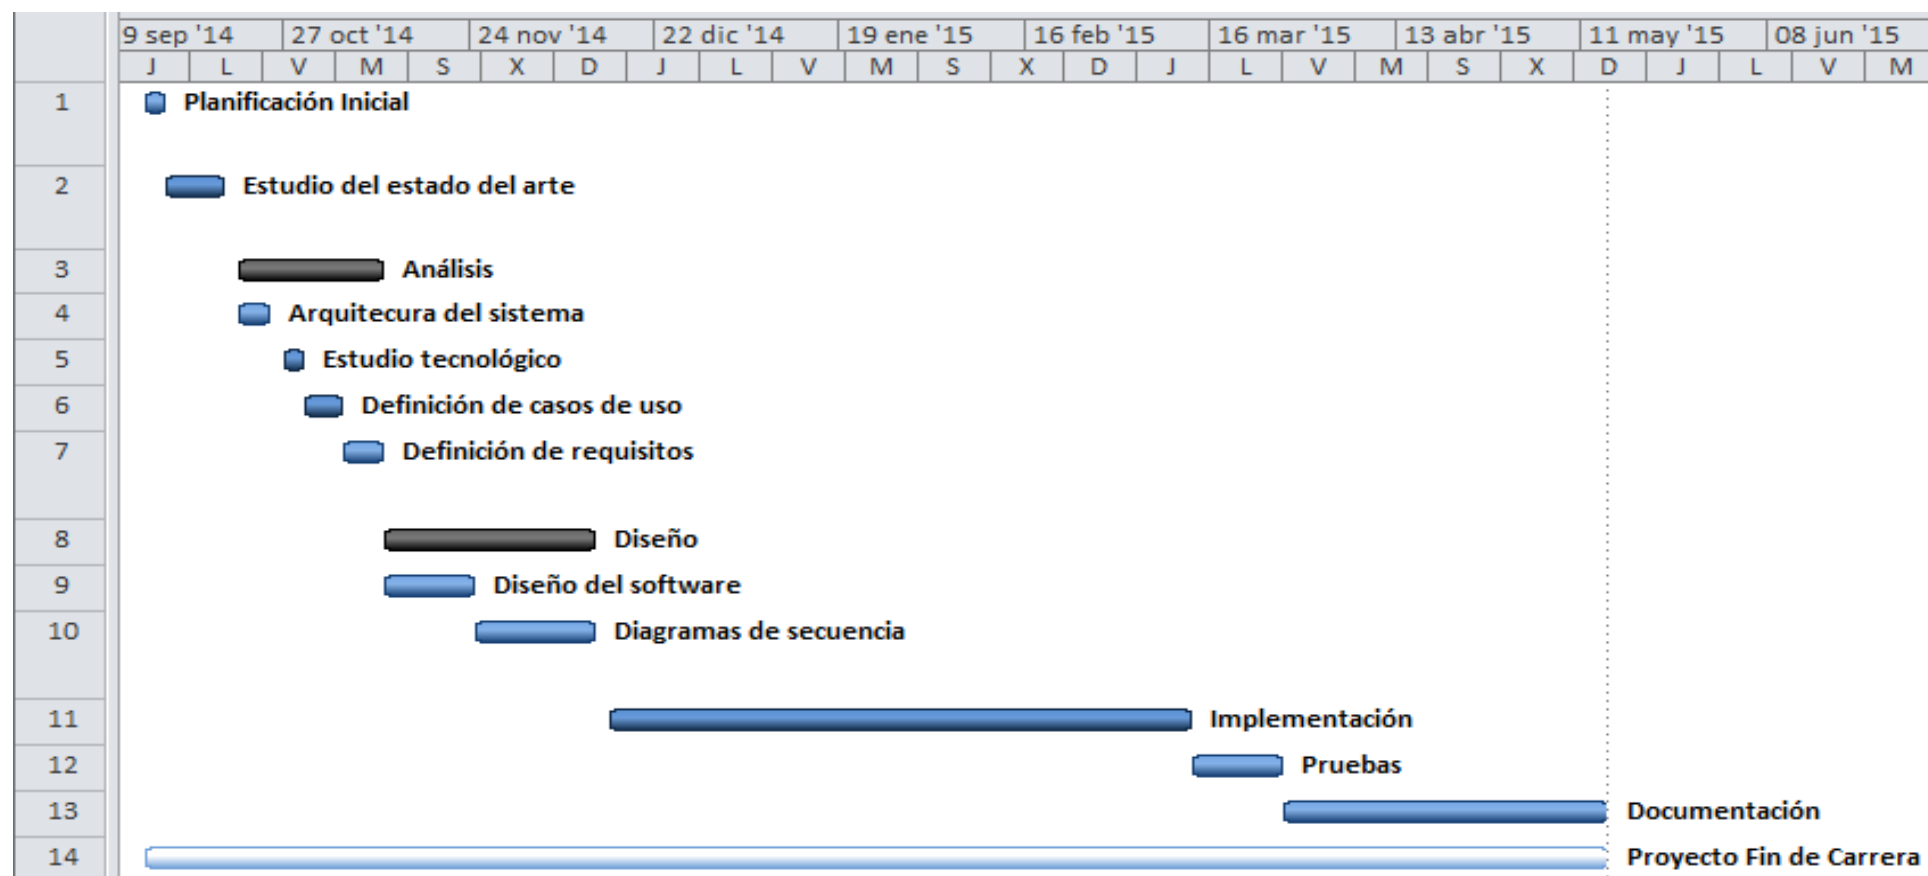 9 sep '14 27 oct '14 24 nov '14 22 dic '14 19 ene '15 16 feb '15 16 mar '15 13 abr '15 11 may '15 08 jun '15
J L V M S X D J L V M S X D J L V M S X D J L V M
1 Planificación Inicial
2 Estudio del estado del arte
3 Análisis
4 Arquitecura del sistema
5 Estudio tecnológico
6 Definición de casos de uso
7 Definición de requisitos
8 Diseño
9 Diseño del software
10 Diagramas de secuencia
11 Implementación
12 Pruebas
13 Documentación
14 Proyecto Fin de Carrera